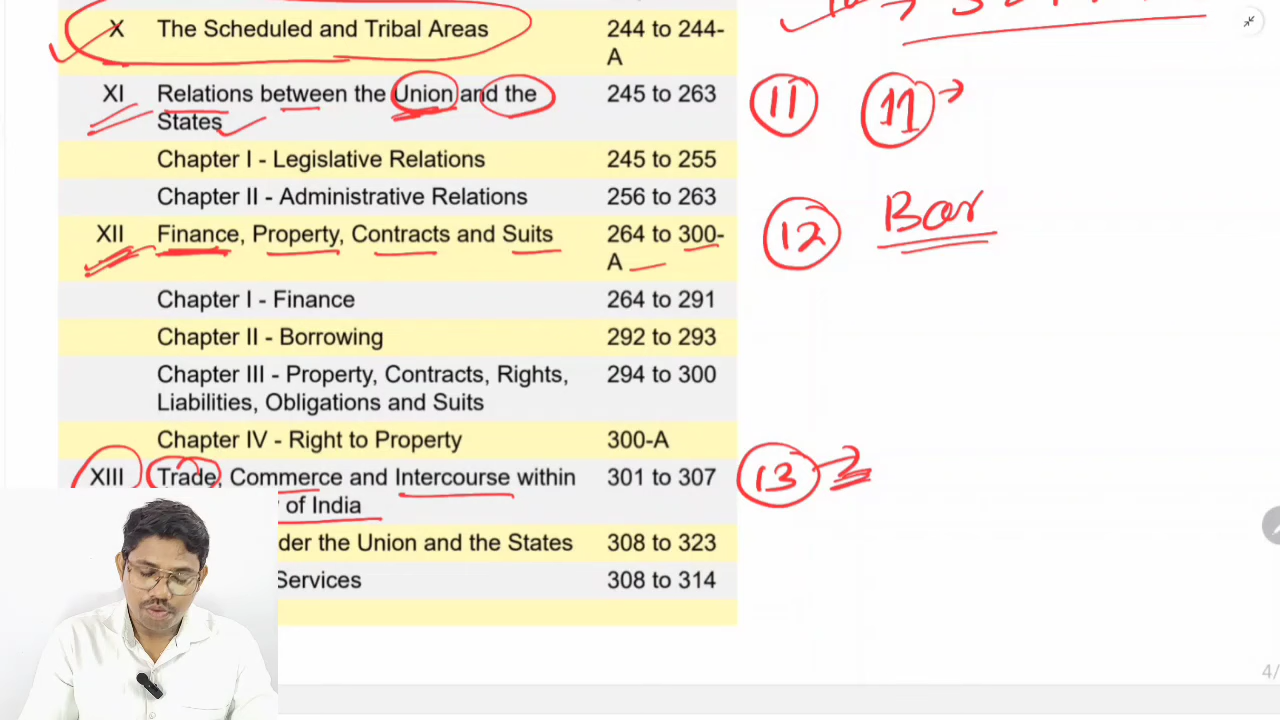 X The Scheduled and Tribal Areas 244 to 244-
A
XI Relations between the Union and the 245 to 263
States
11 11
Chapter I - Legislative Relations 245 to 255
Chapter II - Administrative Relations 256 to 263
XII Finance, Property, Contracts and Suits 264 to 300-
A
12 Bar
Chapter I - Finance 264 to 291
Chapter II - Borrowing 292 to 293
Chapter III - Property, Contracts, Rights, 294 to 300
Liabilities, Obligations and Suits
Chapter IV - Right to Property 300-A
XIII Trade, Commerce and Intercourse within 301 to 307
of India
13
der the Union and the States 308 to 323
Services 308 to 314
4/